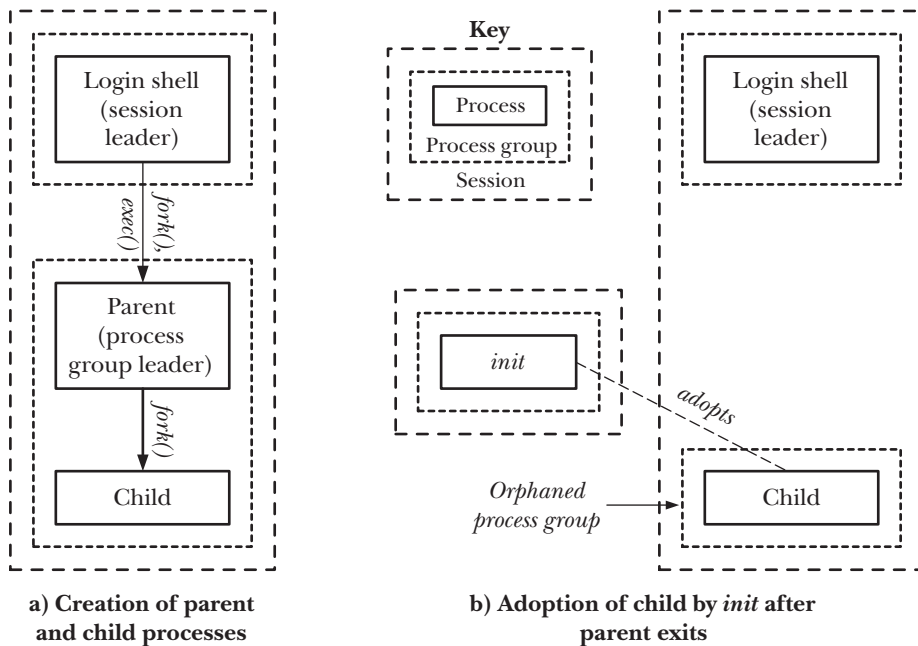 Login shell
(session
leader)
fork(),
exec()
Parent
(process
group leader)
fork()
Child
a) Creation of parent
and child processes
Key
Process
Process group
Session
init
adopts
Orphaned
process group
Login shell
(session
leader)
Child
b) Adoption of child by init after
parent exits